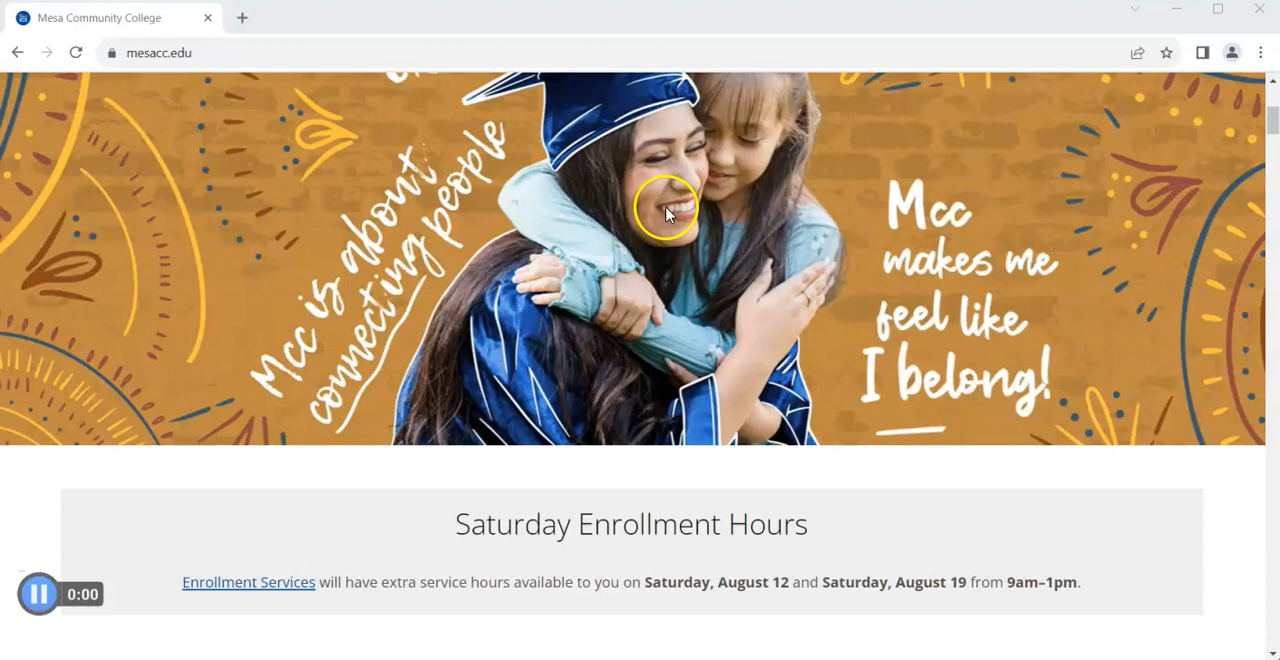 Mesa Community College
mesacc.edu
Mcc is about
connecting people
Mcc
makes me
feel like
I belong!
Saturday Enrollment Hours
Enrollment Services will have extra service hours available to you on Saturday, August 12 and Saturday, August 19 from 9am–1pm.
0:00